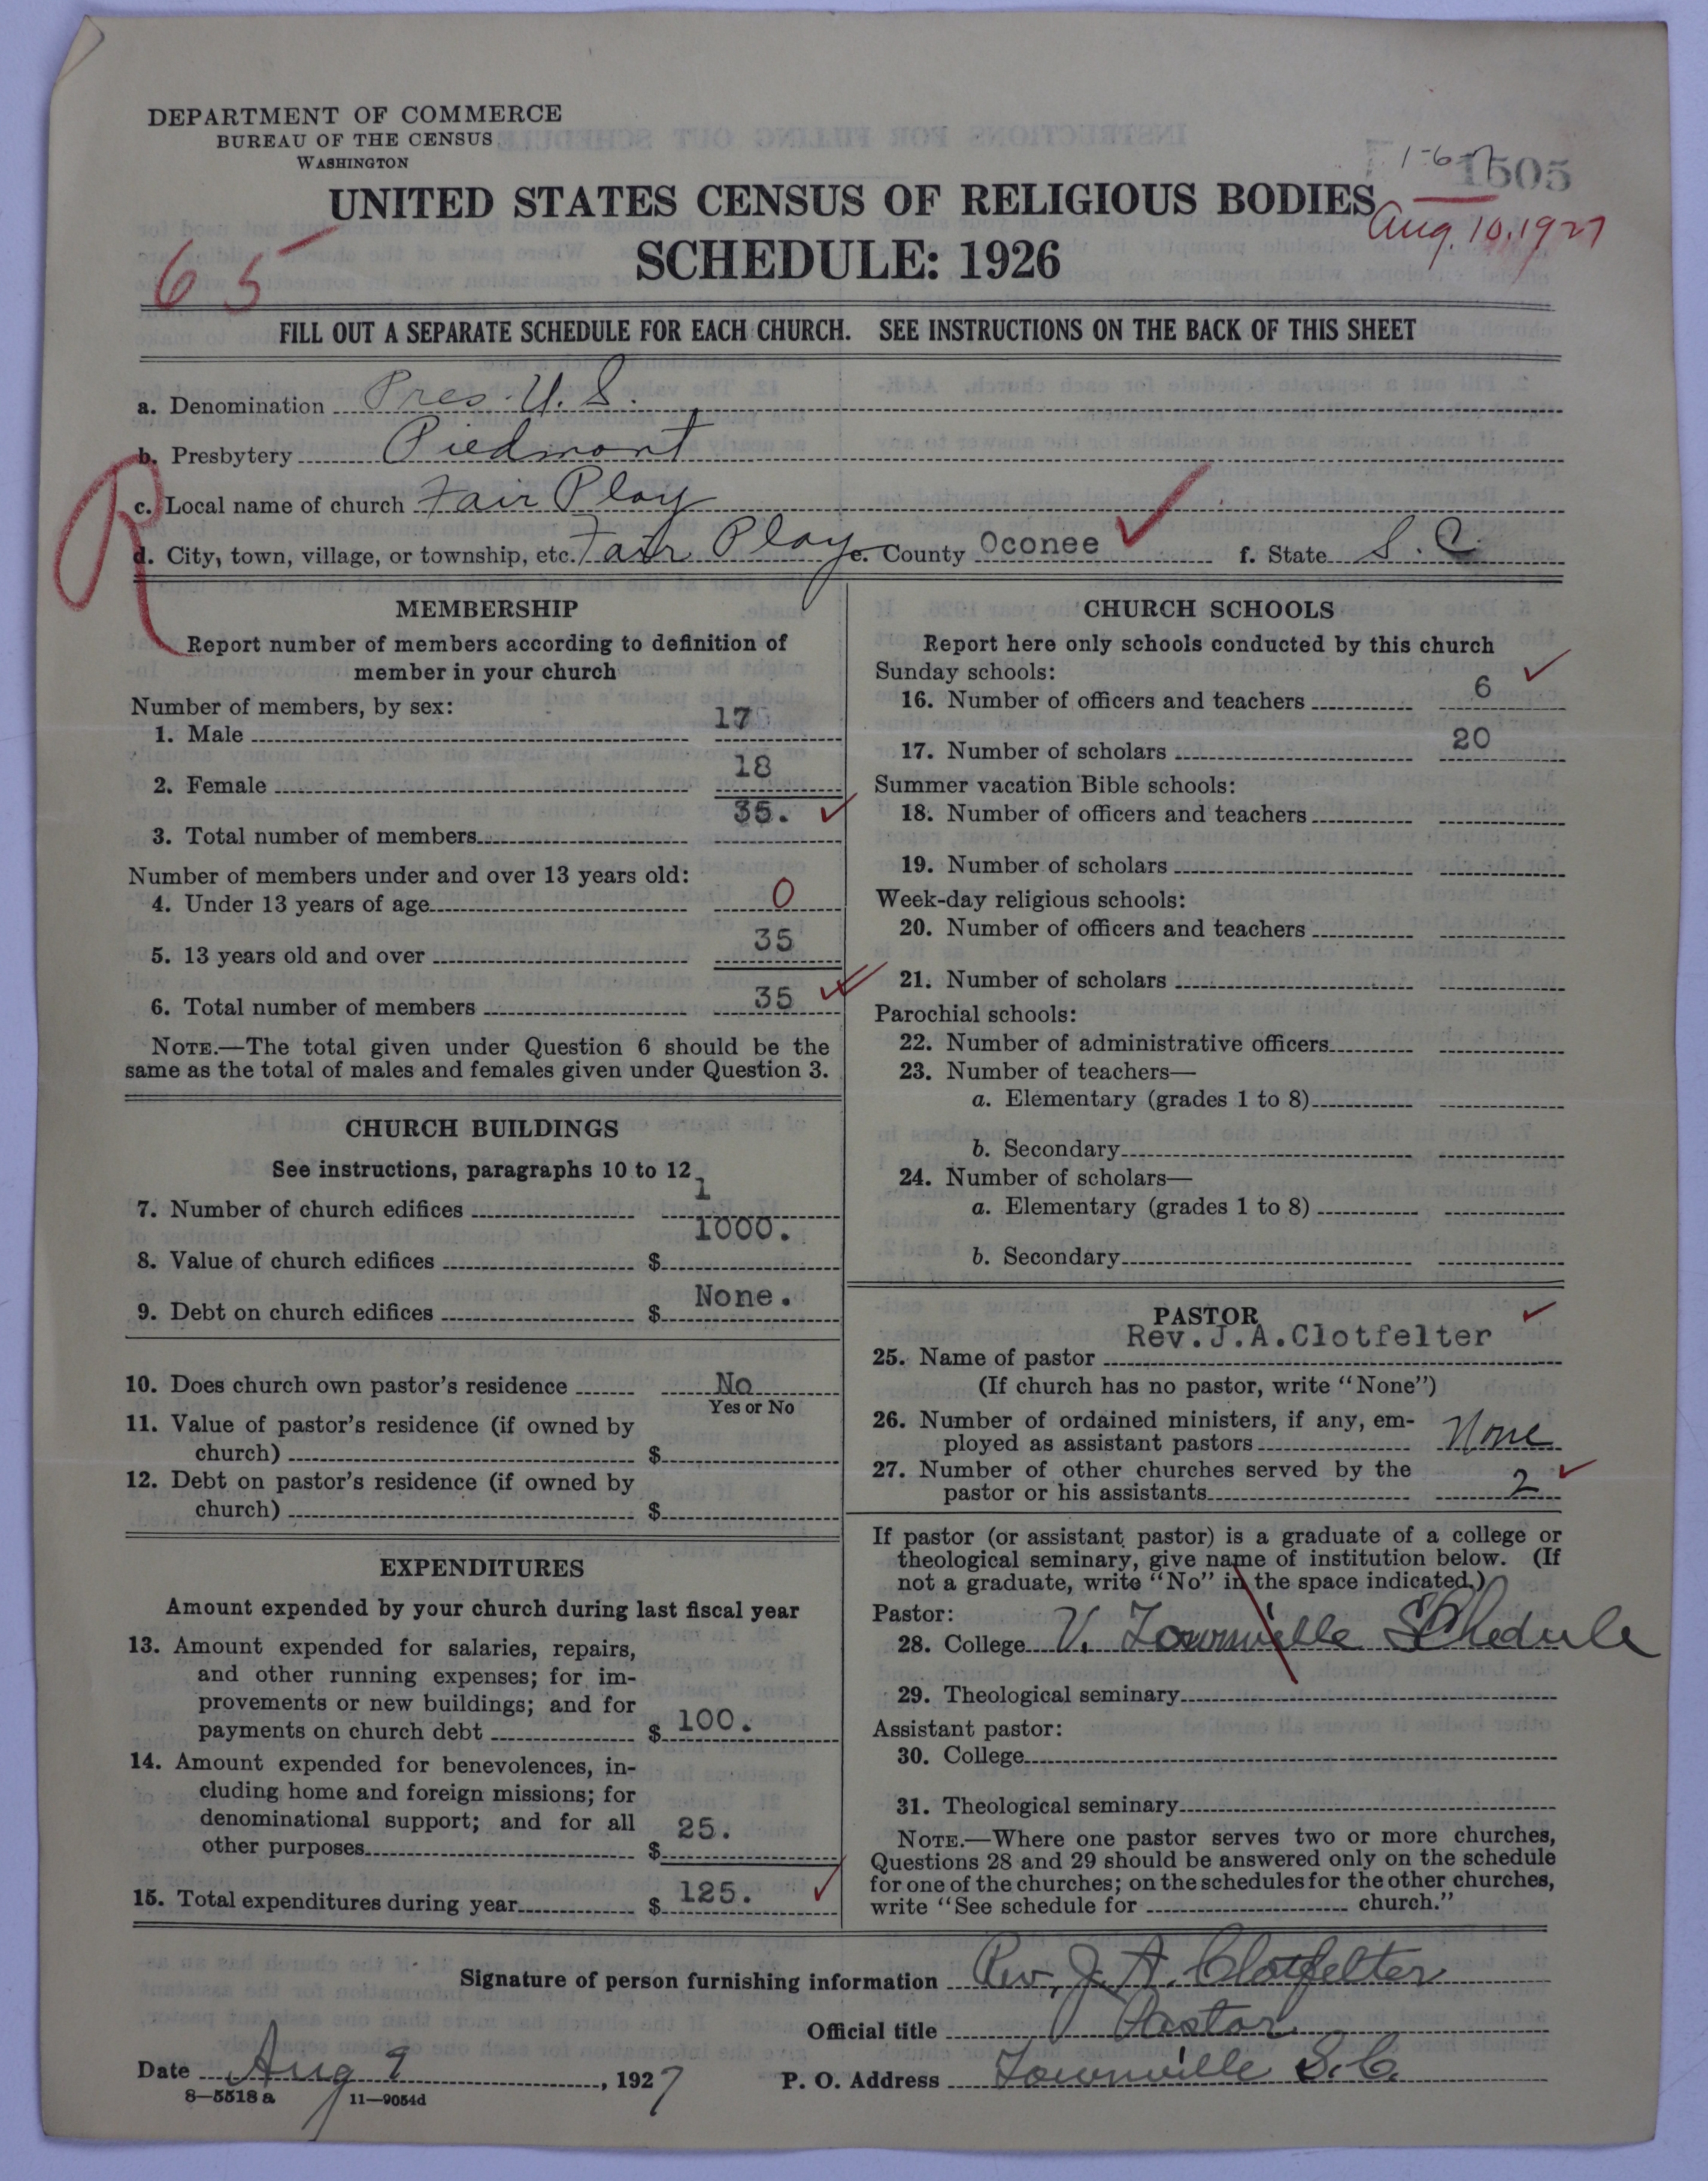 DEPARTMENT OF COMMERCE
BUREAU OF THE CENSUS
WASHINGTON
1505
UNITED STATES CENSUS OF RELIGIOUS BODIES
Aug. 10, 1927
SCHEDULE: 1926
65
FILL OUT A SEPARATE SCHEDULE FOR EACH CHURCH. SEE INSTRUCTIONS ON THE BACK OF THIS SHEET
a. Denomination Pres. U. S.
b. Presbytery Piedmont
R
c. Local name of church Fair Play
d. City, town, village, or township, etc. Fair Play e. County Oconee f. State S. C.
MEMBERSHIP
Report number of members according to definition of
member in your church
Number of members, by sex:
1. Male 17
2. Female 18
3. Total number of members 35.
Number of members under and over 13 years old:
4. Under 13 years of age 0
5. 13 years old and over 35
6. Total number of members 35
NOTE.—The total given under Question 6 should be the
same as the total of males and females given under Question 3.
CHURCH BUILDINGS
See instructions, paragraphs 10 to 12
7. Number of church edifices 1
8. Value of church edifices $ 1000.
9. Debt on church edifices $ None.
10. Does church own pastor's residence No
Yes or No
11. Value of pastor's residence (if owned by
church) $
12. Debt on pastor's residence (if owned by
church) $
EXPENDITURES
Amount expended by your church during last fiscal year
13. Amount expended for salaries, repairs,
and other running expenses; for im-
provements or new buildings; and for
payments on church debt $ 100.
14. Amount expended for benevolences, in-
cluding home and foreign missions; for
denominational support; and for all
other purposes $ 25.
15. Total expenditures during year $ 125.
CHURCH SCHOOLS
Report here only schools conducted by this church
Sunday schools:
16. Number of officers and teachers 6
17. Number of scholars 20
Summer vacation Bible schools:
18. Number of officers and teachers
19. Number of scholars
Week-day religious schools:
20. Number of officers and teachers
21. Number of scholars
Parochial schools:
22. Number of administrative officers
23. Number of teachers—
a. Elementary (grades 1 to 8)
b. Secondary
24. Number of scholars—
a. Elementary (grades 1 to 8)
b. Secondary
PASTOR
25. Name of pastor Rev.J.A.Clotfelter
(If church has no pastor, write "None")
26. Number of ordained ministers, if any, em-
ployed as assistant pastors None
27. Number of other churches served by the
pastor or his assistants 2
If pastor (or assistant pastor) is a graduate of a college or
theological seminary, give name of institution below. (If
not a graduate, write "No" in the space indicated.)
Pastor:
28. College V. Townville Schedule
29. Theological seminary
Assistant pastor:
30. College
31. Theological seminary
NOTE.—Where one pastor serves two or more churches,
Questions 28 and 29 should be answered only on the schedule
for one of the churches; on the schedules for the other churches,
write "See schedule for church."
Signature of person furnishing information Rev. J. A. Clotfelter
Official title Pastor
Date Aug 9, 1927 P. O. Address Townville S.C.
8—5518 a 11—9054d